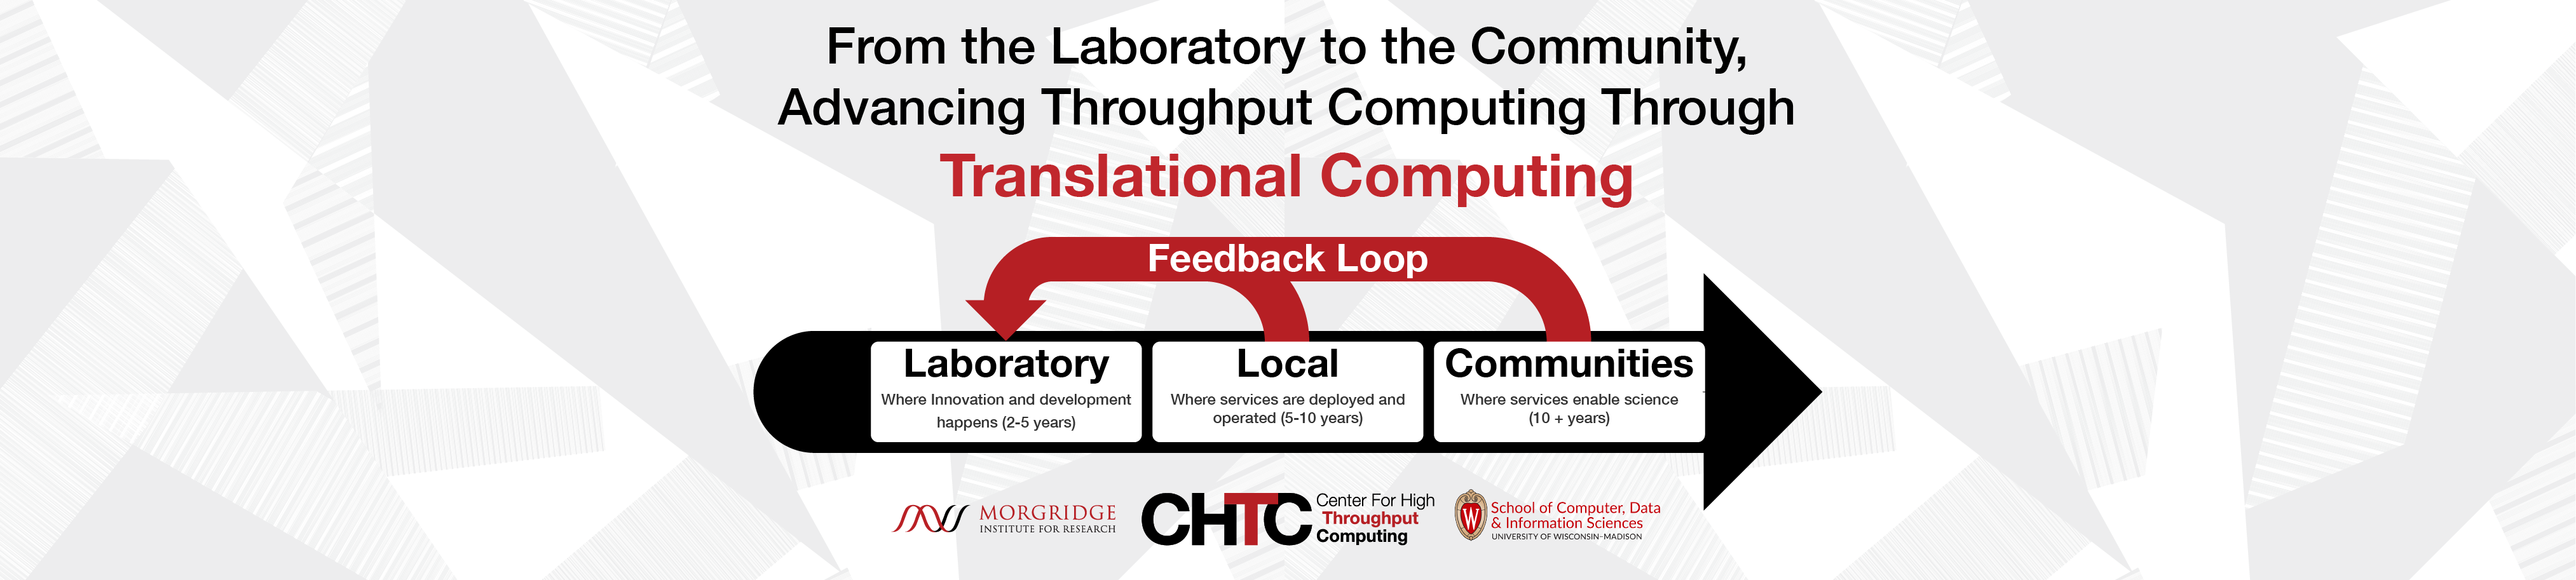 From the Laboratory to the Community,
Advancing Throughput Computing Through
Translational Computing
Feedback Loop
Laboratory
Where Innovation and development
happens (2-5 years)
Local
Where services are deployed and
operated (5-10 years)
Communities
Where services enable science
(10 + years)
MORGRIDGE
INSTITUTE FOR RESEARCH
CHTC
Center For High
Throughput
Computing
W
School of Computer, Data
& Information Sciences
UNIVERSITY OF WISCONSIN–MADISON